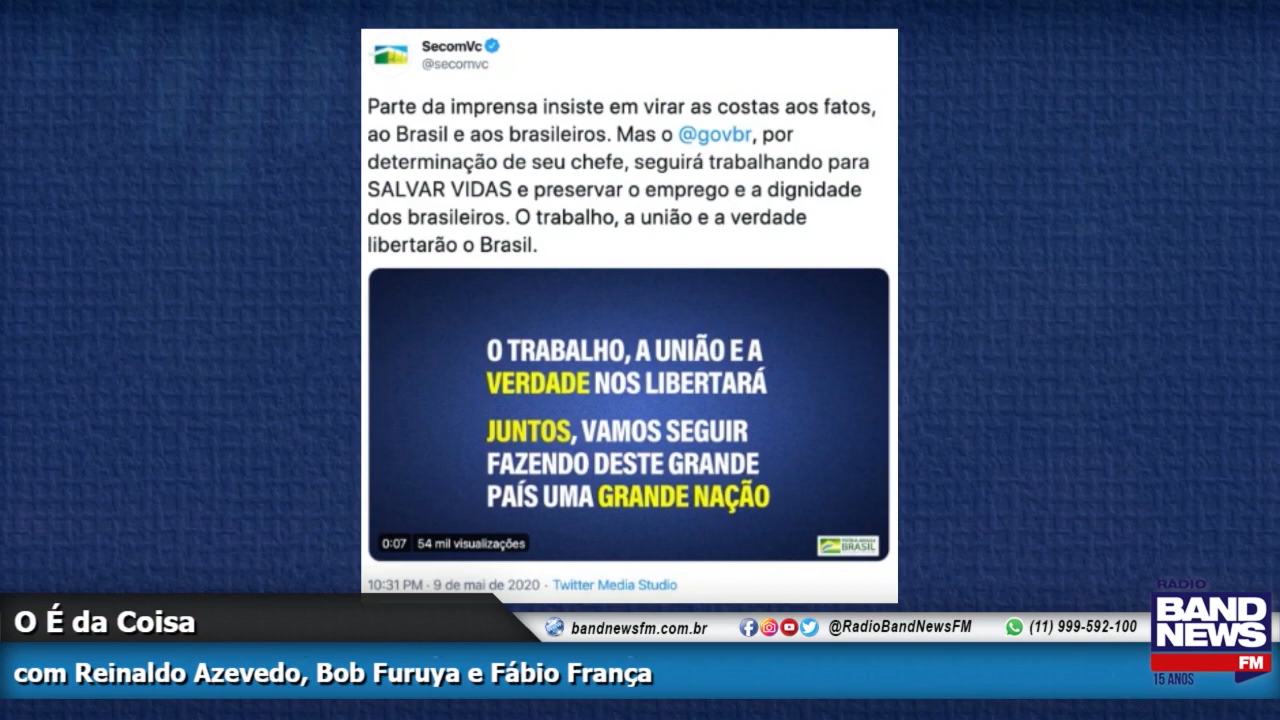 SecomVc
@secomvc
Parte da imprensa insiste em virar as costas aos fatos,
ao Brasil e aos brasileiros. Mas o @govbr, por
determinação de seu chefe, seguirá trabalhando para
SALVAR VIDAS e preservar o emprego e a dignidade
dos brasileiros. O trabalho, a união e a verdade
libertarão o Brasil.
O TRABALHO, A UNIÃO E A
VERDADE NOS LIBERTARÁ
JUNTOS, VAMOS SEGUIR
FAZENDO DESTE GRANDE
PAÍS UMA GRANDE NAÇÃO
0:07 54 mil visualizações
BRASIL
10:31 PM · 9 de mai de 2020 · Twitter Media Studio
O É da Coisa
bandnewsfm.com.br
@RadioBandNewsFM
(11) 999-592-100
com Reinaldo Azevedo, Bob Furuya e Fábio França
RÁDIO
BAND
NEWS
FM
15 ANOS